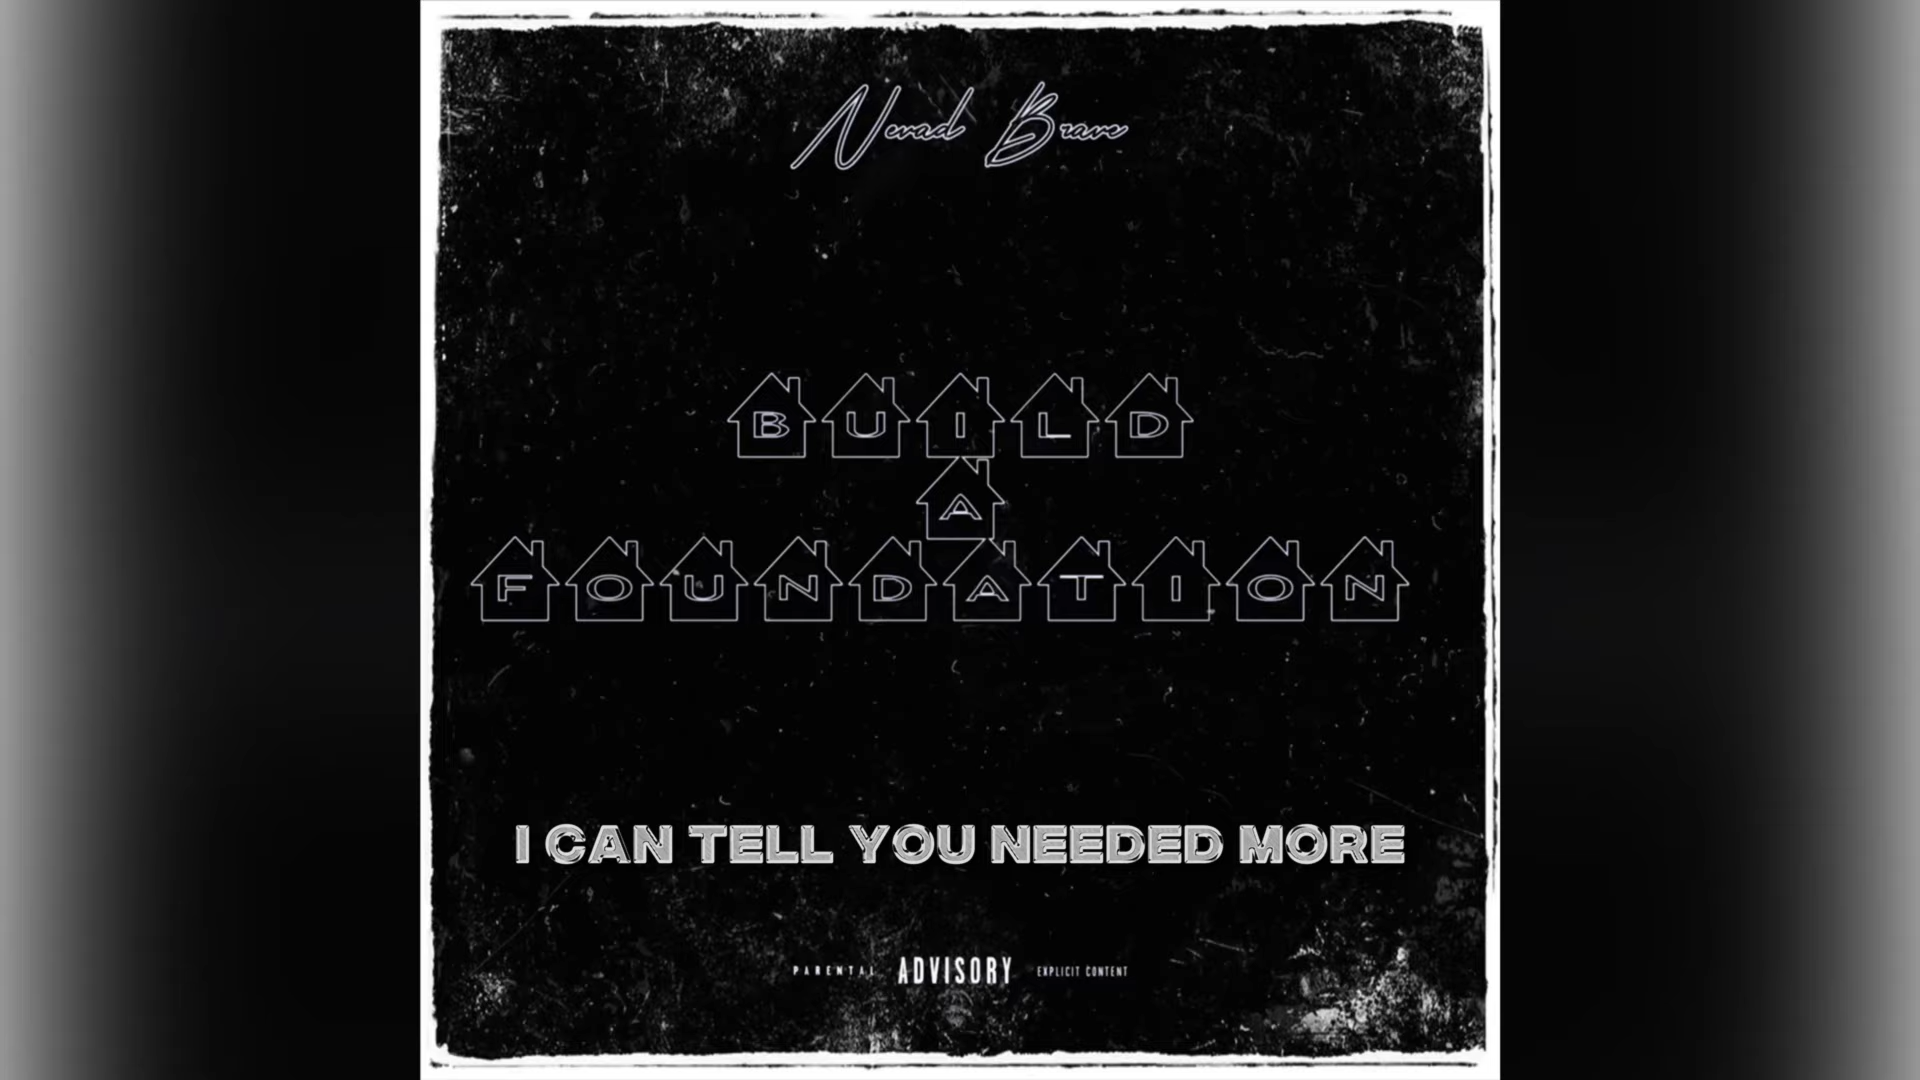 Nevad Brave
BUILD
A
FOUNDATION
I CAN TELL YOU NEEDED MORE
PARENTAL ADVISORY EXPLICIT CONTENT